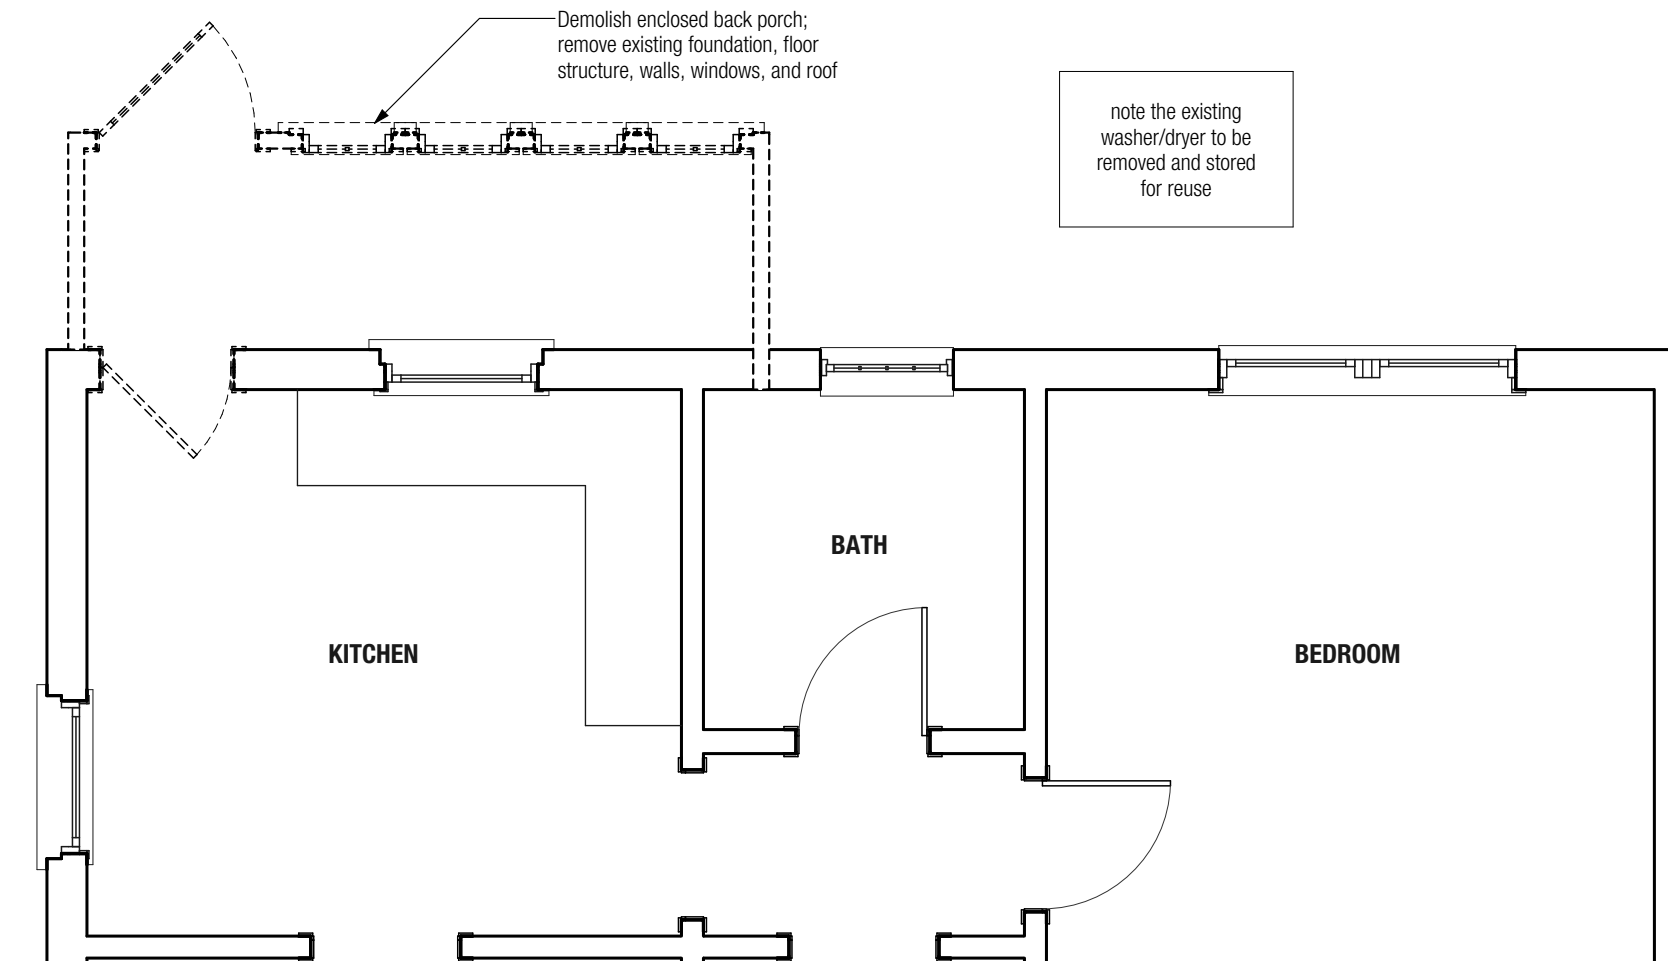 Demolish enclosed back porch;
remove existing foundation, floor
structure, walls, windows, and roof
note the existing
washer/dryer to be
removed and stored
for reuse
BATH
KITCHEN
BEDROOM